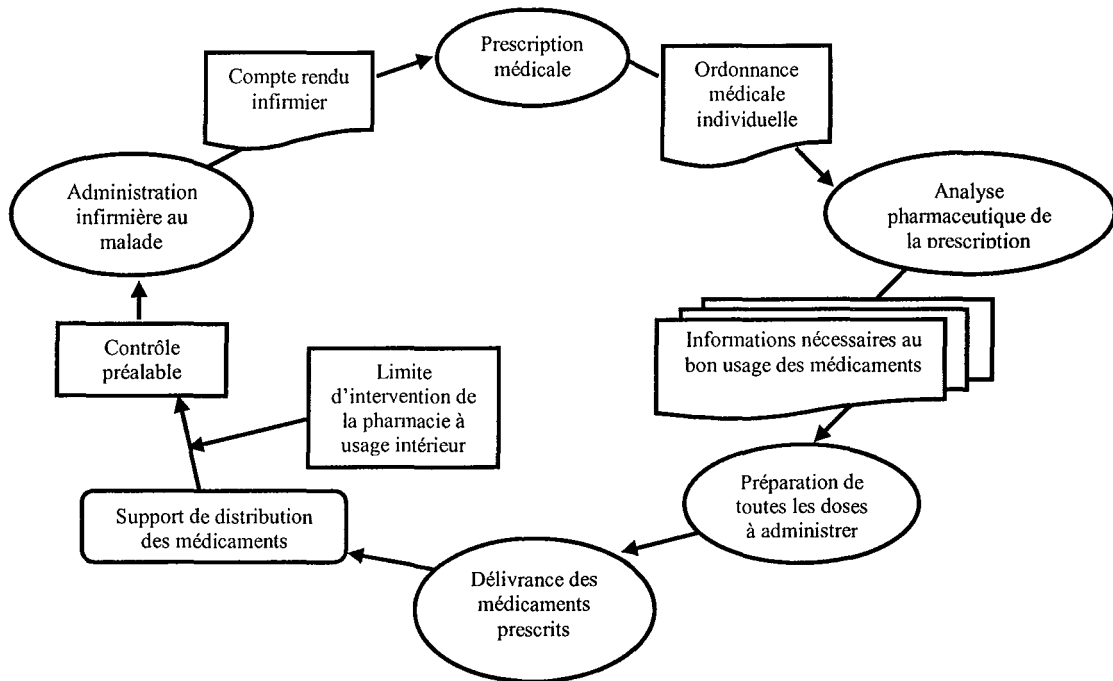 Prescription
médicale
Compte rendu
infirmier
Ordonnance
médicale
individuelle
Administration
infirmière au
malade
Analyse
pharmaceutique de
la prescription
Contrôle
préalable
Limite
d'intervention de
la pharmacie à
usage intérieur
Informations nécessaires au
bon usage des médicaments
Support de distribution
des médicaments
Préparation de
toutes les doses
à administrer
Délivrance des
médicaments
prescrits